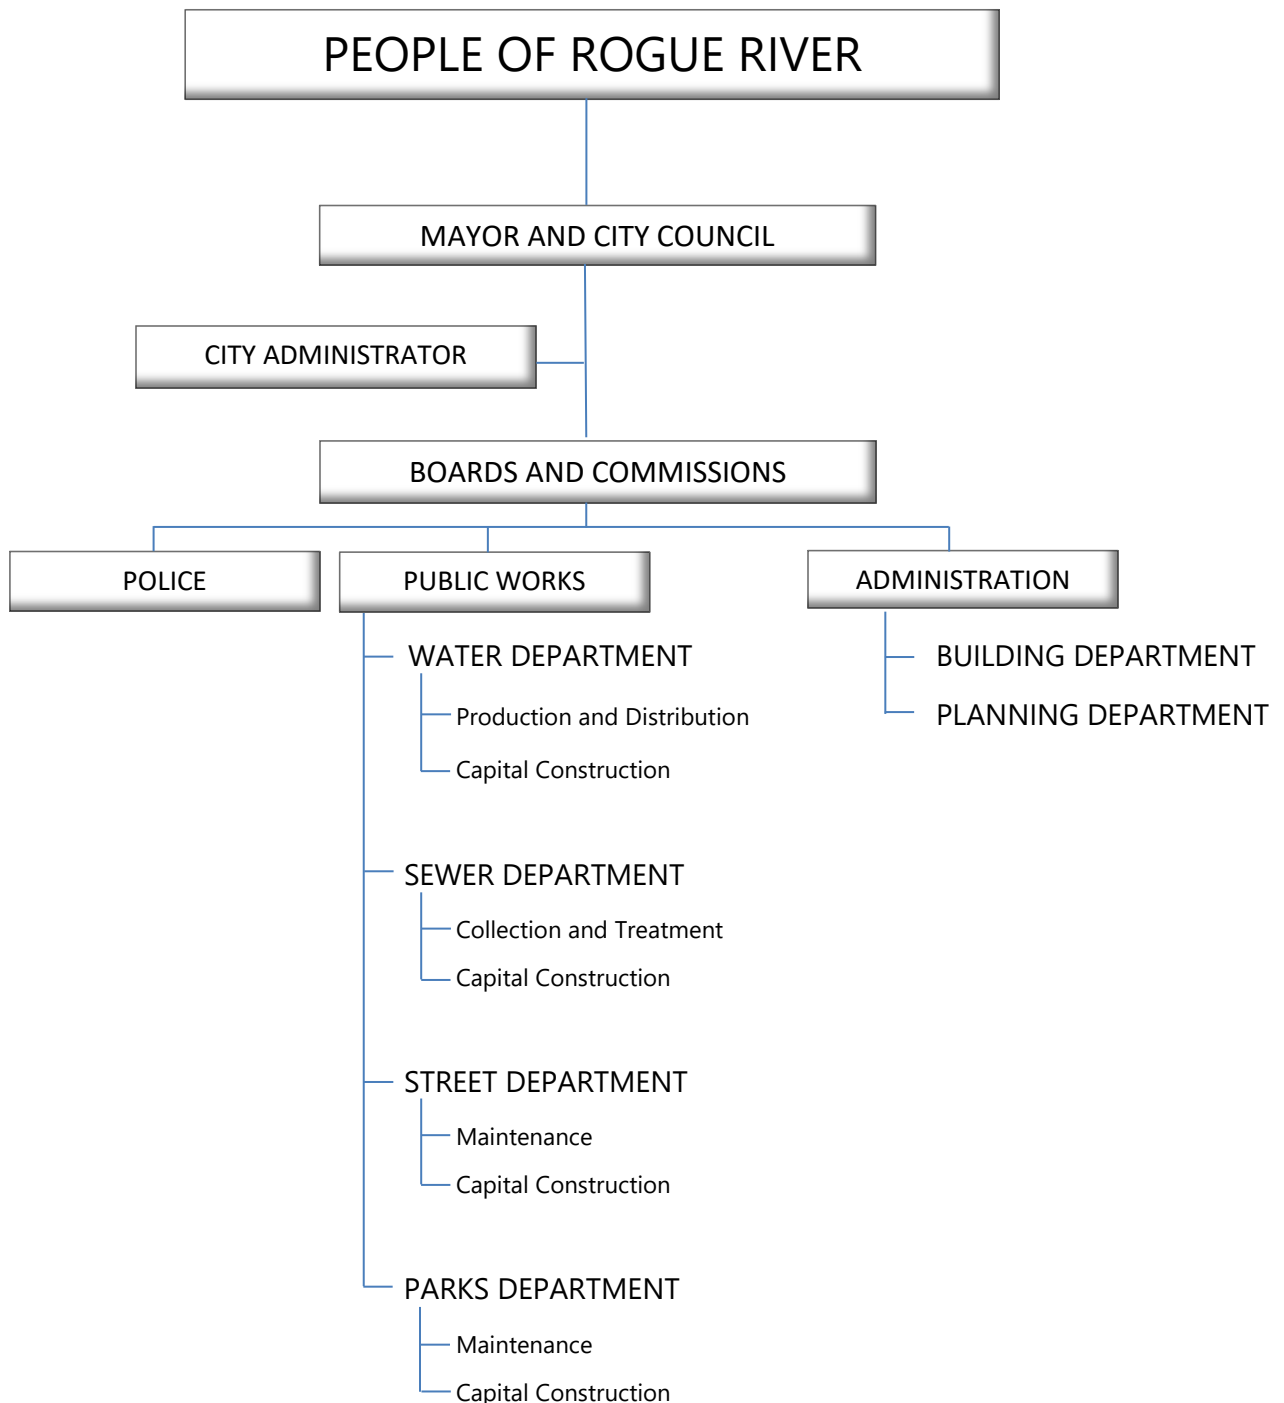 PEOPLE OF ROGUE RIVER
MAYOR AND CITY COUNCIL
CITY ADMINISTRATOR
BOARDS AND COMMISSIONS
POLICE
PUBLIC WORKS
ADMINISTRATION
WATER DEPARTMENT
Production and Distribution
Capital Construction
SEWER DEPARTMENT
Collection and Treatment
Capital Construction
STREET DEPARTMENT
Maintenance
Capital Construction
PARKS DEPARTMENT
Maintenance
Capital Construction
BUILDING DEPARTMENT
PLANNING DEPARTMENT